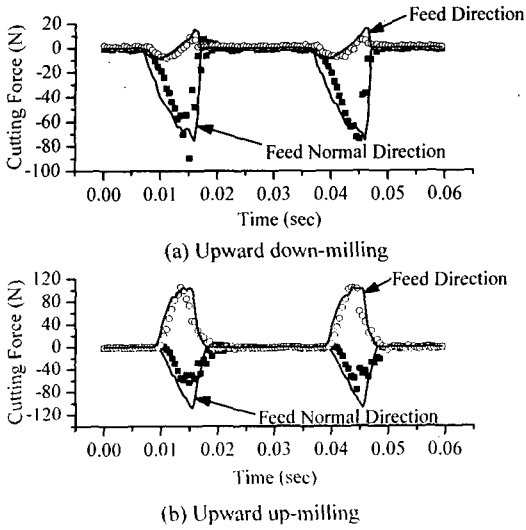 Feed Direction
20
0
-20
-40
-60
-80
-100
Cutting Force (N)
Feed Normal Direction
0.00 0.01 0.02 0.03 0.04 0.05 0.06
Time (sec)
(a) Upward down-milling
120
80
40
0
-40
-80
-120
Cutting Force (N)
Feed Direction
Feed Normal Direction
0.00 0.01 0.02 0.03 0.04 0.05 0.06
Time (sec)
(b) Upward up-milling